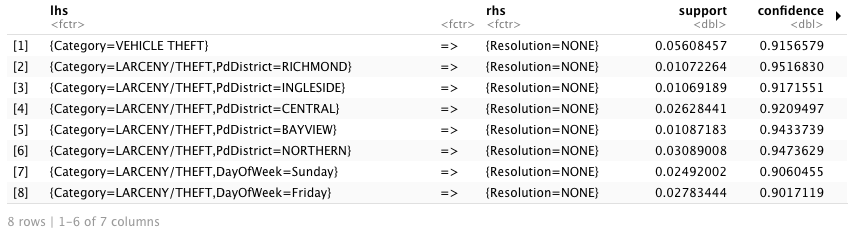 lhs rhs support confidence
<fctr> <fctr> <fctr> <dbl> <dbl>
[1] {Category=VEHICLE THEFT} => {Resolution=NONE} 0.05608457 0.9156579
[2] {Category=LARCENY/THEFT,PdDistrict=RICHMOND} => {Resolution=NONE} 0.01072264 0.9516830
[3] {Category=LARCENY/THEFT,PdDistrict=INGLESIDE} => {Resolution=NONE} 0.01069189 0.9171551
[4] {Category=LARCENY/THEFT,PdDistrict=CENTRAL} => {Resolution=NONE} 0.02628441 0.9209497
[5] {Category=LARCENY/THEFT,PdDistrict=BAYVIEW} => {Resolution=NONE} 0.01087183 0.9433739
[6] {Category=LARCENY/THEFT,PdDistrict=NORTHERN} => {Resolution=NONE} 0.03089008 0.9473629
[7] {Category=LARCENY/THEFT,DayOfWeek=Sunday} => {Resolution=NONE} 0.02492002 0.9060455
[8] {Category=LARCENY/THEFT,DayOfWeek=Friday} => {Resolution=NONE} 0.02783444 0.9017119
8 rows | 1–6 of 7 columns